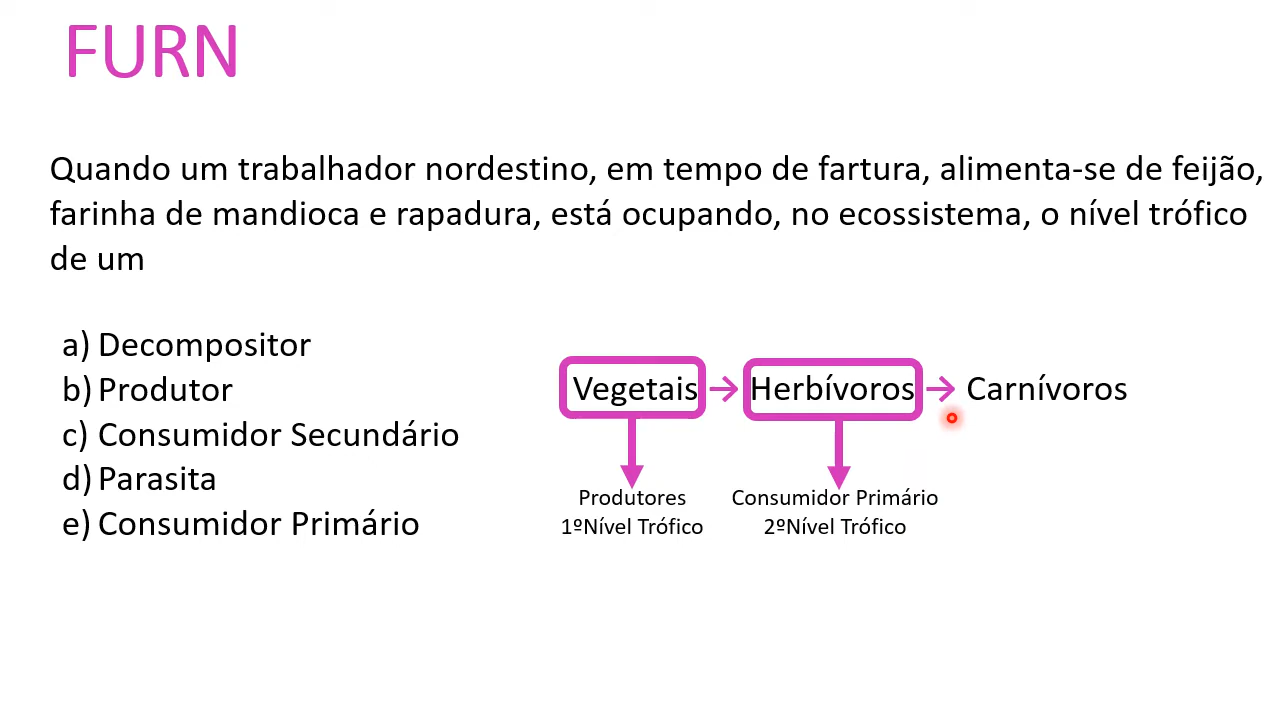 FURN
Quando um trabalhador nordestino, em tempo de fartura, alimenta-se de feijão,
farinha de mandioca e rapadura, está ocupando, no ecossistema, o nível trófico
de um
a) Decompositor
b) Produtor
c) Consumidor Secundário
d) Parasita
e) Consumidor Primário
Vegetais → Herbívoros → Carnívoros
Produtores
1ºNível Trófico
Consumidor Primário
2ºNível Trófico